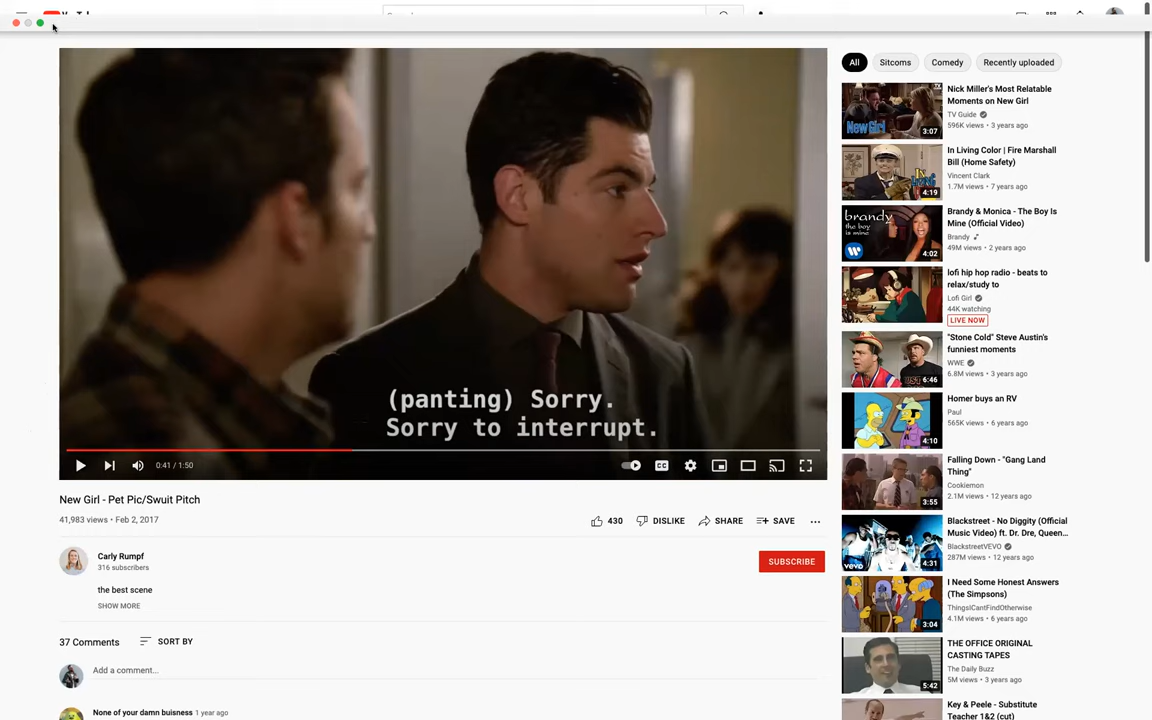 (panting) Sorry.
Sorry to interrupt.
0:41 / 1:50
CC
New Girl - Pet Pic/Swuit Pitch
41,983 views • Feb 2, 2017
430 DISLIKE SHARE SAVE ...
Carly Rumpf
316 subscribers
SUBSCRIBE
the best scene
SHOW MORE
37 Comments SORT BY
Add a comment...
None of your damn buisness 1 year ago
All Sitcoms Comedy Recently uploaded
New Girl
3:07
Nick Miller's Most Relatable
Moments on New Girl
TV Guide
596K views • 3 years ago
4:19
In Living Color | Fire Marshall
Bill (Home Safety)
Vincent Clark
1.7M views • 7 years ago
brandy
the boy
is mine
4:02
Brandy & Monica - The Boy Is
Mine (Official Video)
Brandy
49M views • 2 years ago
lofi hip hop radio - beats to
relax/study to
Lofi Girl
44K watching
LIVE NOW
6:46
"Stone Cold" Steve Austin's
funniest moments
WWE
6.8M views • 3 years ago
4:10
Homer buys an RV
Paul
565K views • 6 years ago
3:55
Falling Down - "Gang Land
Thing"
Cookiemon
2.1M views • 12 years ago
vevo
4:31
Blackstreet - No Diggity (Official
Music Video) ft. Dr. Dre, Queen...
BlackstreetVEVO
287M views • 12 years ago
3:04
I Need Some Honest Answers
(The Simpsons)
ThingsICantFindOtherwise
4.1M views • 6 years ago
5:42
THE OFFICE ORIGINAL
CASTING TAPES
The Daily Buzz
5M views • 3 years ago
Key & Peele - Substitute
Teacher 1&2 (cut)